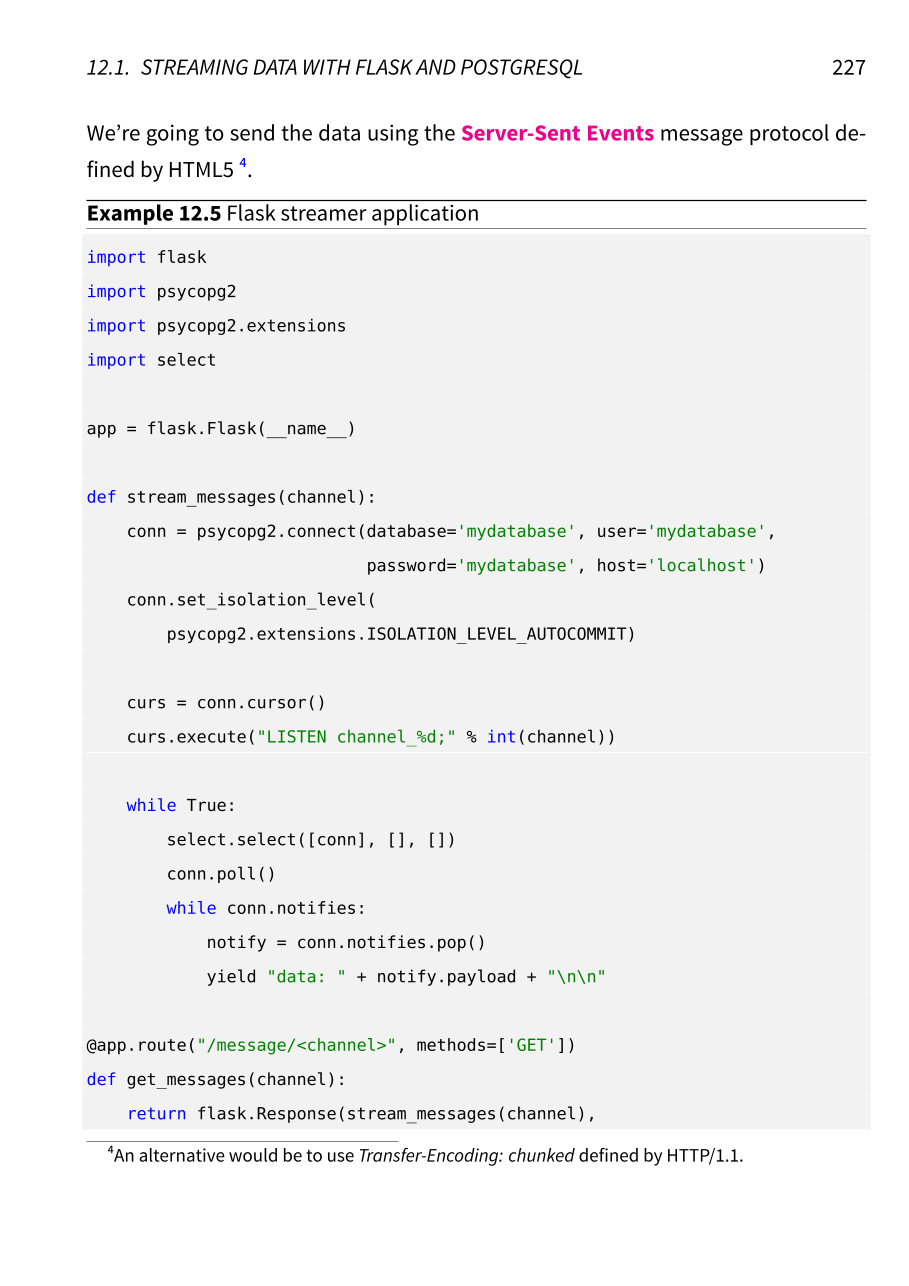 12.1. STREAMING DATA WITH FLASK AND POSTGRESQL 227
We're going to send the data using the Server-Sent Events message protocol de-
fined by HTML5 4.
Example 12.5 Flask streamer application
import flask
import psycopg2
import psycopg2.extensions
import select

app = flask.Flask(__name__)

def stream_messages(channel):
    conn = psycopg2.connect(database='mydatabase', user='mydatabase',
                            password='mydatabase', host='localhost')
    conn.set_isolation_level(
        psycopg2.extensions.ISOLATION_LEVEL_AUTOCOMMIT)

    curs = conn.cursor()
    curs.execute("LISTEN channel_%d;" % int(channel))

    while True:
        select.select([conn], [], [])
        conn.poll()
        while conn.notifies:
            notify = conn.notifies.pop()
            yield "data: " + notify.payload + "\n\n"

@app.route("/message/<channel>", methods=['GET'])
def get_messages(channel):
    return flask.Response(stream_messages(channel),
4An alternative would be to use Transfer-Encoding: chunked defined by HTTP/1.1.